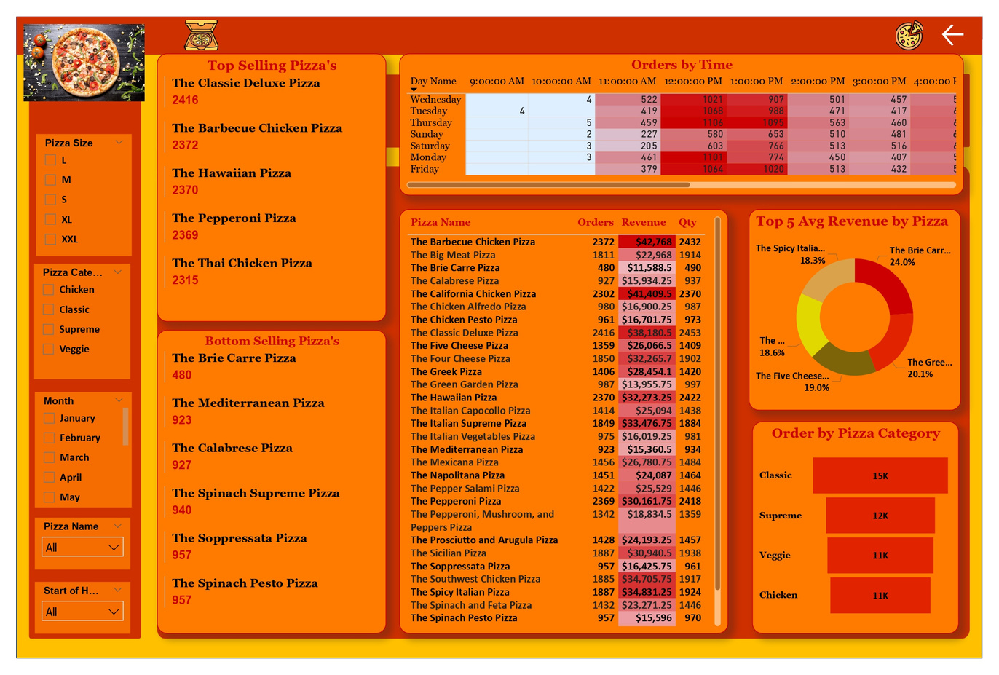 Pizza Size
L
M
S
XL
XXL
Pizza Cate...
Chicken
Classic
Supreme
Veggie
Month
January
February
March
April
May
Pizza Name
All
Start of H...
All
Top Selling Pizza's
The Classic Deluxe Pizza
2416
The Barbecue Chicken Pizza
2372
The Hawaiian Pizza
2370
The Pepperoni Pizza
2369
The Thai Chicken Pizza
2315
Bottom Selling Pizza's
The Brie Carre Pizza
480
The Mediterranean Pizza
923
The Calabrese Pizza
927
The Spinach Supreme Pizza
940
The Soppressata Pizza
957
The Spinach Pesto Pizza
957
Orders by Time
Day Name 9:00:00 AM 10:00:00 AM 11:00:00 AM 12:00:00 PM 1:00:00 PM 2:00:00 PM 3:00:00 PM 4:00:00
Wednesday 4 522 1021 907 501 457
Tuesday 4 419 1068 988 471 417
Thursday 5 459 1106 1095 563 460
Sunday 2 227 580 653 510 481
Saturday 3 205 603 766 513 516
Monday 3 461 1101 774 450 407
Friday 379 1064 1020 513 432
Pizza Name Orders Revenue Qty
The Barbecue Chicken Pizza 2372 $42,768 2432
The Big Meat Pizza 1811 $22,968 1914
The Brie Carre Pizza 480 $11,588.5 490
The Calabrese Pizza 927 $15,934.25 937
The California Chicken Pizza 2302 $41,409.5 2370
The Chicken Alfredo Pizza 980 $16,900.25 987
The Chicken Pesto Pizza 961 $16,701.75 973
The Classic Deluxe Pizza 2416 $38,180.5 2453
The Five Cheese Pizza 1359 $26,066.5 1409
The Four Cheese Pizza 1850 $32,265.7 1902
The Greek Pizza 1406 $28,454.1 1420
The Green Garden Pizza 987 $13,955.75 997
The Hawaiian Pizza 2370 $32,273.25 2422
The Italian Capocollo Pizza 1414 $25,094 1438
The Italian Supreme Pizza 1849 $33,476.75 1884
The Italian Vegetables Pizza 975 $16,019.25 981
The Mediterranean Pizza 923 $15,360.5 934
The Mexicana Pizza 1456 $26,780.75 1484
The Napolitana Pizza 1451 $24,087 1464
The Pepper Salami Pizza 1422 $25,529 1446
The Pepperoni Pizza 2369 $30,161.75 2418
The Pepperoni, Mushroom, and 1342 $18,834.5 1359
Peppers Pizza
The Prosciutto and Arugula Pizza 1428 $24,193.25 1457
The Sicilian Pizza 1887 $30,940.5 1938
The Soppressata Pizza 957 $16,425.75 961
The Southwest Chicken Pizza 1885 $34,705.75 1917
The Spicy Italian Pizza 1887 $34,831.25 1924
The Spinach and Feta Pizza 1432 $23,271.25 1446
The Spinach Pesto Pizza 957 $15,596 970
Top 5 Avg Revenue by Pizza
The Spicy Italia...
18.3%
The Brie Carr...
24.0%
The ...
18.6%
The Gree...
20.1%
The Five Cheese...
19.0%
Order by Pizza Category
Classic 15K
Supreme 12K
Veggie 11K
Chicken 11K